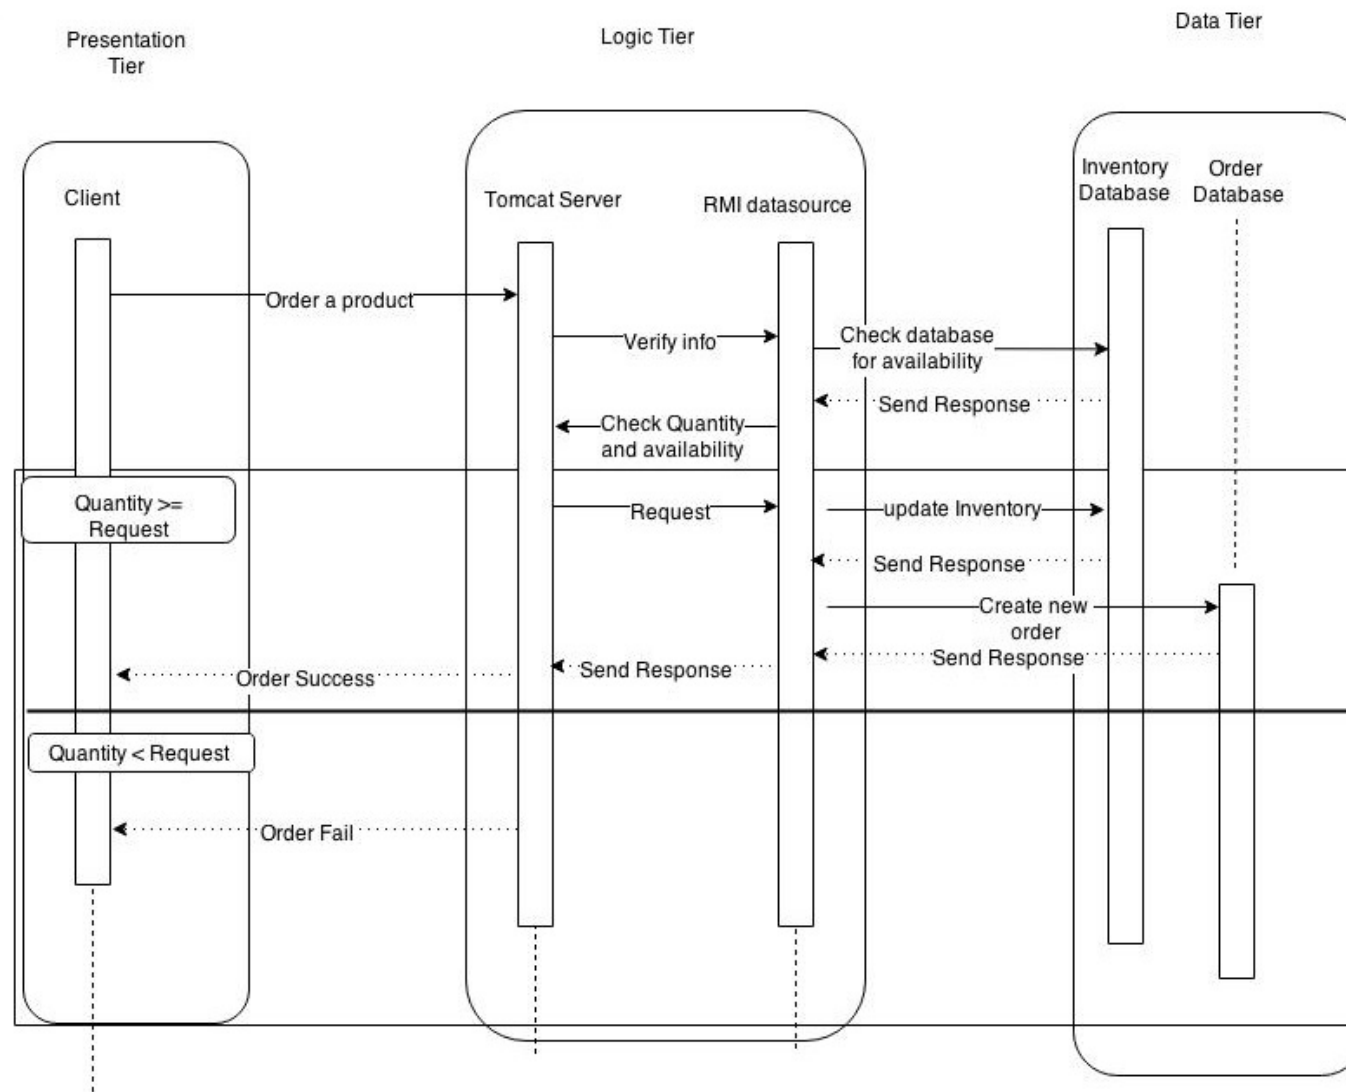 Presentation
Tier
Logic Tier
Data Tier
Client
Tomcat Server
RMI datasource
Inventory
Database
Order
Database
Order a product
Verify info
Check database
for availability
Send Response
Check Quantity
and availability
Quantity >=
Request
Request
update Inventory
Send Response
Create new
order
Send Response
Send Response
Order Success
Quantity < Request
Order Fail